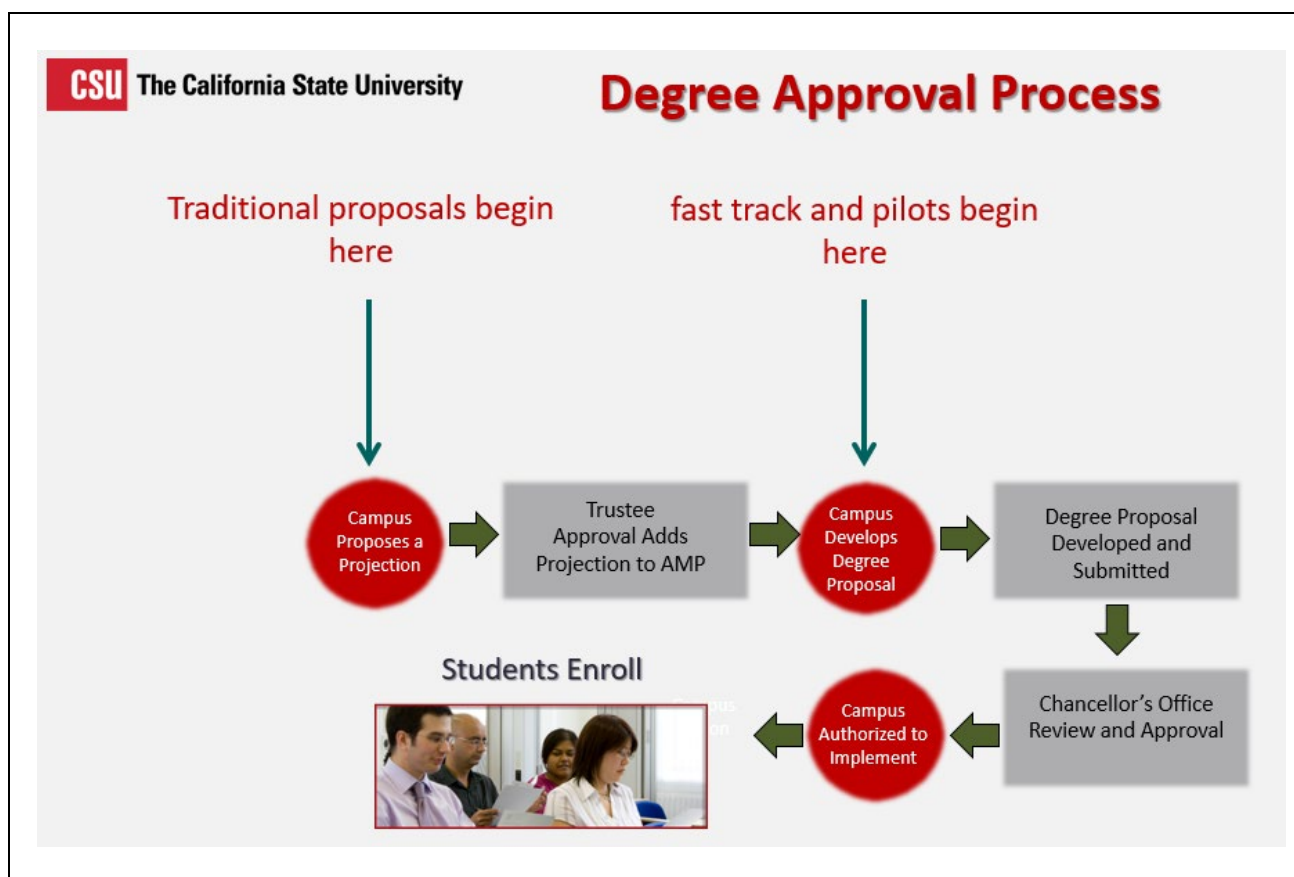 CSU The California State University
Degree Approval Process
Traditional proposals begin
here
fast track and pilots begin
here
Campus
Proposes a
Projection
Trustee
Approval Adds
Projection to AMP
Campus
Develops
Degree
Proposal
Degree Proposal
Developed and
Submitted
Chancellor's Office
Review and Approval
Campus
Authorized to
Implement
Students Enroll